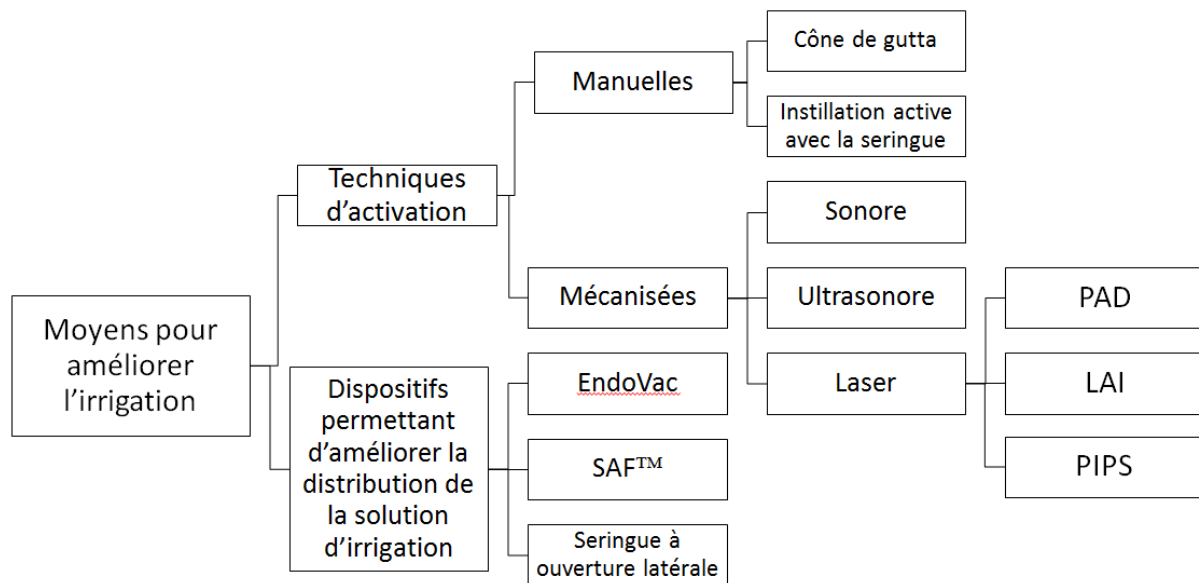 Moyens pour
améliorer
l'irrigation
Techniques
d'activation
Manuelles
Cône de gutta
Instillation active
avec la seringue
Mécanisées
Sonore
Ultrasonore
Laser
PAD
LAI
PIPS
Dispositifs
permettant
d'améliorer la
distribution de
la solution
d'irrigation
EndoVac
SAF™
Seringue à
ouverture latérale